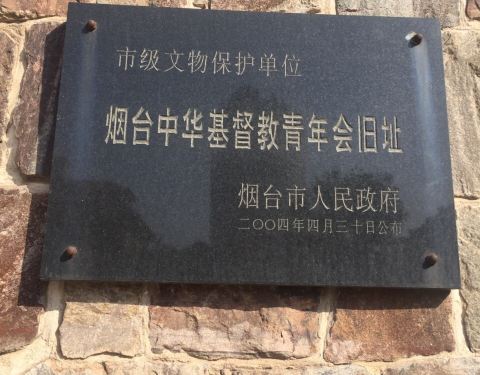 市级文物保护单位
烟台中华基督教青年会旧址
烟台市人民政府
二〇〇四年四月三十日公布